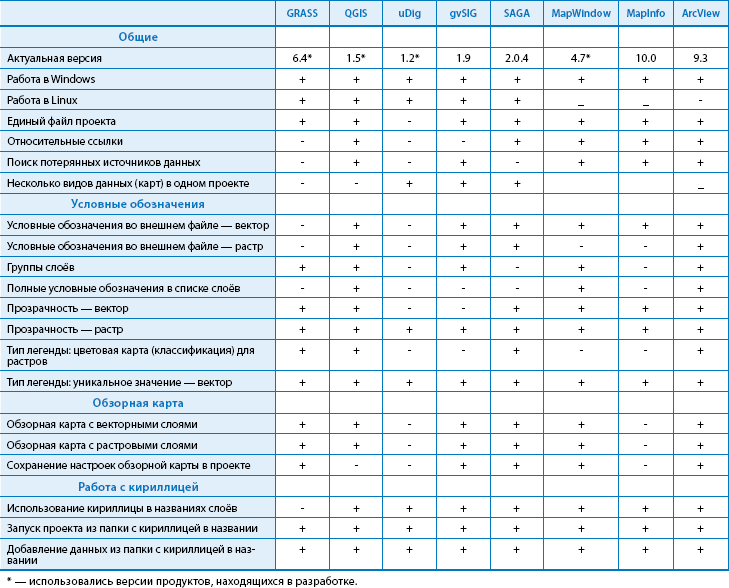 GRASS QGIS uDig gvSIG SAGA MapWindow MapInfo ArcView
Общие
Актуальная версия 6.4* 1.5* 1.2* 1.9 2.0.4 4.7* 10.0 9.3
Работа в Windows + + + + + + + +
Работа в Linux + + + + + _ _ -
Единый файл проекта + + - + + + + +
Относительные ссылки - + - - + + + +
Поиск потерянных источников данных - + - + - + + +
Несколько видов данных (карт) в одном проекте - - + + + _
Условные обозначения
Условные обозначения во внешнем файле — вектор - + - + + + + +
Условные обозначения во внешнем файле — растр - + - + + - - +
Группы слоёв + + - + - + - +
Полные условные обозначения в списке слоёв - + - - - + - +
Прозрачность — вектор + + - - + + + +
Прозрачность — растр + + + + + + + +
Тип легенды: цветовая карта (классификация) для
растров + + - - + - - +
Тип легенды: уникальное значение — вектор + + + + + + + +
Обзорная карта
Обзорная карта с векторными слоями + + - + + + - +
Обзорная карта с растровыми слоями + + - + + + - +
Сохранение настроек обзорной карты в проекте + - - + + + - +
Работа с кириллицей
Использование кириллицы в названиях слоёв - + + + + + + +
Запуск проекта из папки с кириллицей в названии + + + + + + + +
Добавление данных из папки с кириллицей в наз-
вании + + + + + + + +
* — использовались версии продуктов, находящихся в разработке.